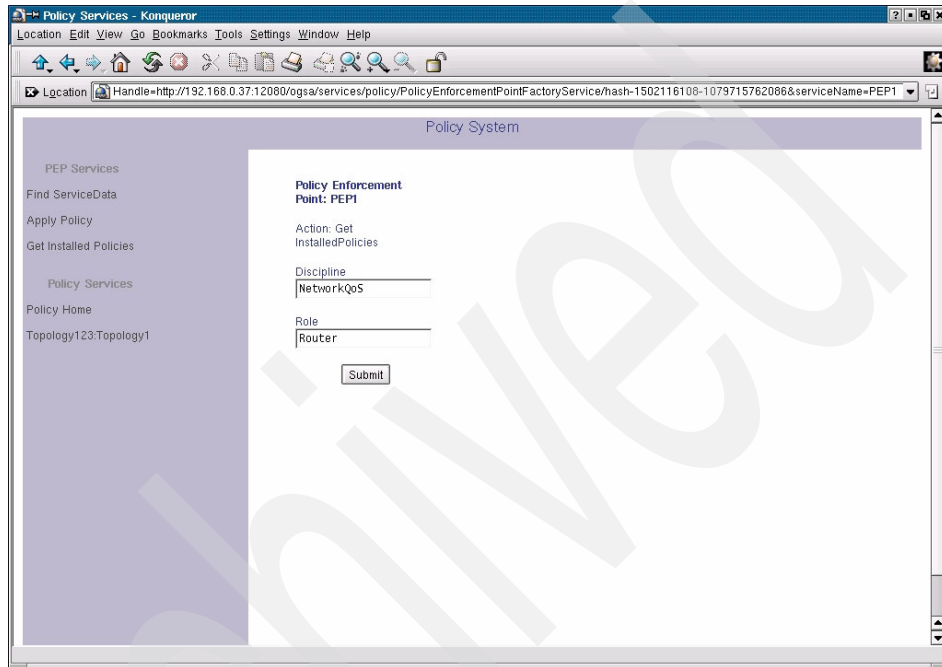 Policy Services - Konqueror
Location Edit View Go Bookmarks Tools Settings Window Help
Location Handle=http://192.168.0.37:12080/ogsa/services/policy/PolicyEnforcementPointFactoryService/hash-1502116108-1079715762086&serviceName=PEP1
Policy System
PEP Services
Find ServiceData
Apply Policy
Get Installed Policies
Policy Services
Policy Home
Topology123:Topology1
Policy Enforcement
Point: PEP1
Action: Get
InstalledPolicies
Discipline
NetworkQoS
Role
Router
Submit
hived